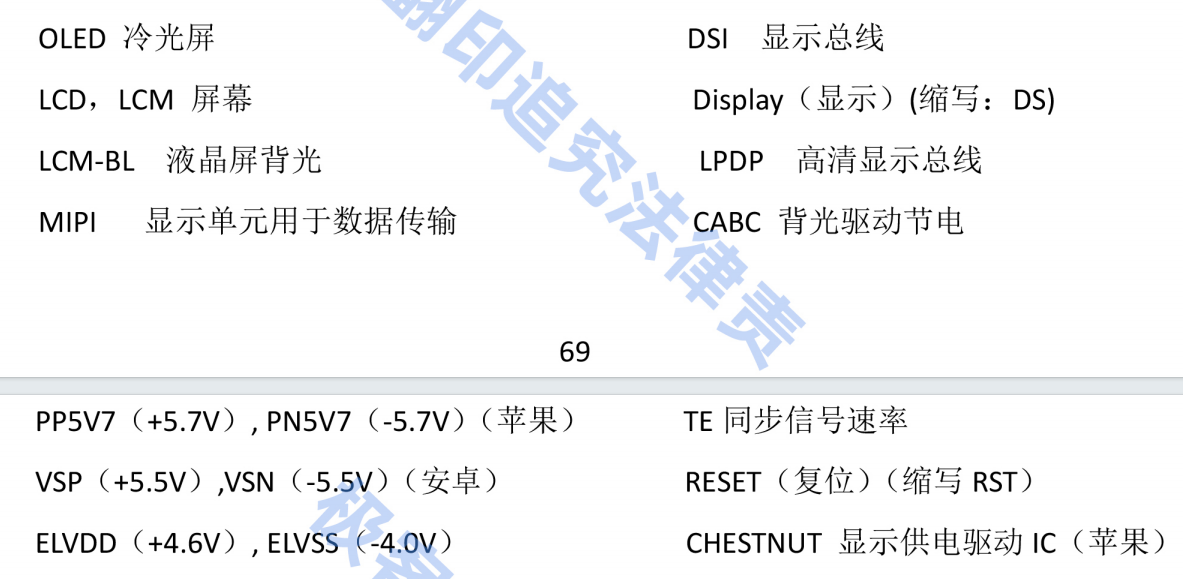 OLED 冷光屏 DSI 显示总线
LCD，LCM 屏幕 Display（显示）(缩写：DS)
LCM-BL 液晶屏背光 LPDP 高清显示总线
MIPI 显示单元用于数据传输 CABC 背光驱动节电
翻印追究法律责
69
PP5V7（+5.7V）, PN5V7（-5.7V）（苹果） TE 同步信号速率
VSP（+5.5V）,VSN（-5.5V）（安卓） RESET（复位）（缩写 RST）
ELVDD（+4.6V）, ELVSS（-4.0V） CHESTNUT 显示供电驱动 IC（苹果）
极客